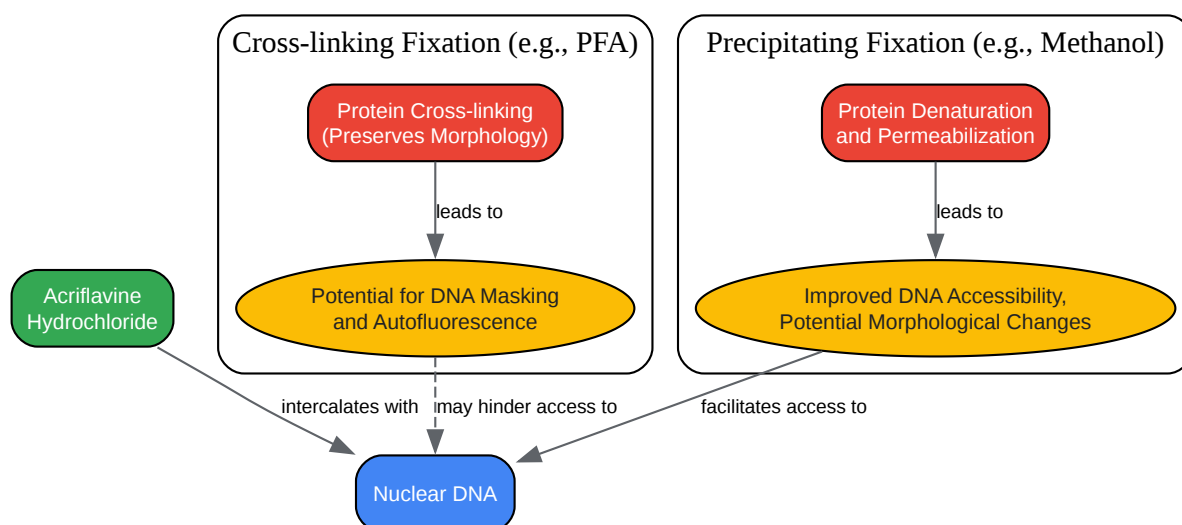 Cross-linking Fixation (e.g., PFA)
Precipitating Fixation (e.g., Methanol)
Protein Cross-linking
(Preserves Morphology)
Protein Denaturation
and Permeabilization
leads to
leads to
Acriflavine
Hydrochloride
Potential for DNA Masking
and Autofluorescence
Improved DNA Accessibility,
Potential Morphological Changes
intercalates with
may hinder access to
facilitates access to
Nuclear DNA